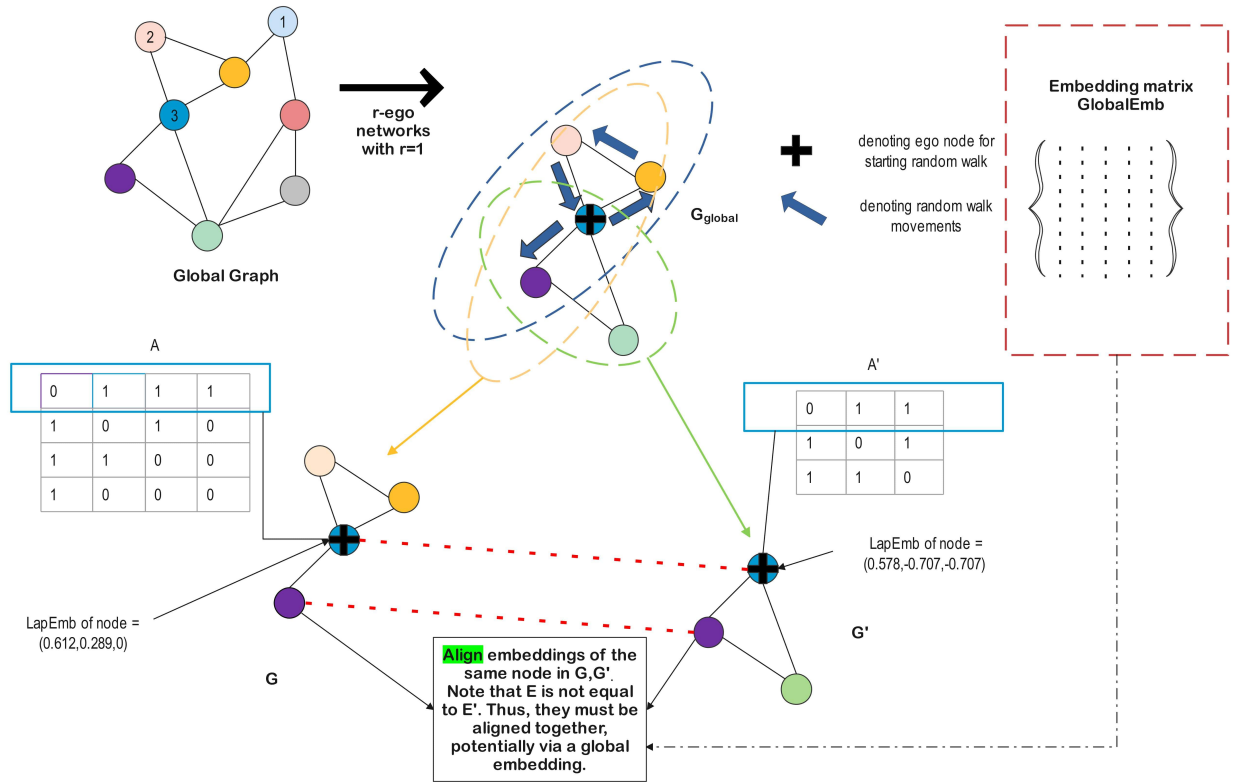 1
2
3
Global Graph
r-ego
networks
with r=1
G_global
denoting ego node for
starting random walk
denoting random walk
movements
Embedding matrix
GlobalEmb
A
0 1 1 1
1 0 1 0
1 1 0 0
1 0 0 0
A'
0 1 1
1 0 1
1 1 0
LapEmb of node =
(0.612,0.289,0)
LapEmb of node =
(0.578,-0.707,-0.707)
G
G'
Align embeddings of the
same node in G,G'.
Note that E is not equal
to E'. Thus, they must be
aligned together,
potentially via a global
embedding.